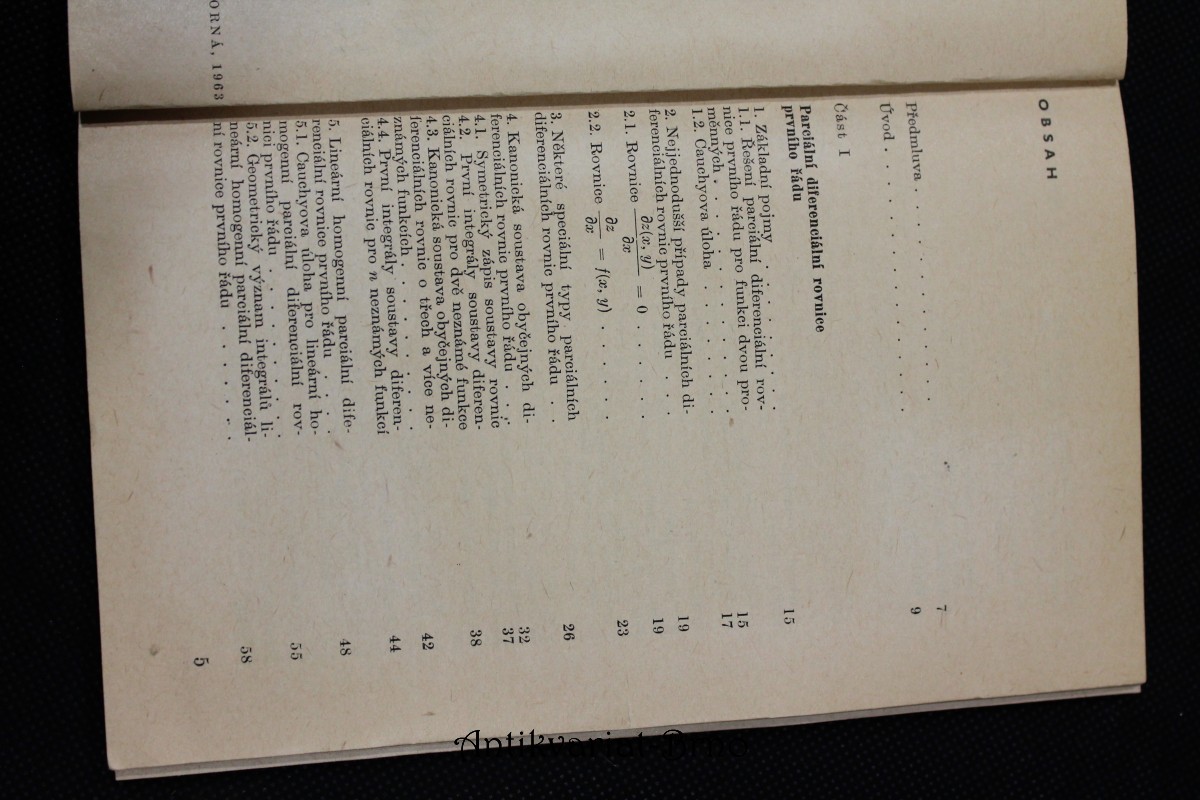 ORNÁ, 1963
OBSAH
Předmluva . . . . . . . . . . 7
Úvod . . . . . . . . . . . 9
Část I
Parciální diferenciální rovnice
prvního řádu
1. Základní pojmy . . . . . . . . 15
1.1. Řešení parciální diferenciální rov-
nice prvního řádu pro funkci dvou pro-
měnných . . . . . . . . . . 15
1.2. Cauchyova úloha . . . . . . . 17
2. Nejjednodušší případy parciálních di-
ferenciálních rovnic prvního řádu . . . 19
2.1. Rovnice ∂z(x, y)/∂x = 0 . . . . . 19
2.2. Rovnice ∂z/∂x = f(x, y) . . . . . 23
3. Některé speciální typy parciálních
diferenciálních rovnic prvního řádu . . 26
4. Kanonická soustava obyčejných di-
ferenciálních rovnic prvního řádu . . . 32
4.1. Symetrický zápis soustavy rovnic 37
4.2. První integrály soustavy diferen-
ciálních rovnic pro dvě neznámé funkce 38
4.3. Kanonická soustava obyčejných di-
ferenciálních rovnic o třech a více ne-
známých funkcích . . . . . . . . 42
4.4. První integrály soustavy diferen-
ciálních rovnic pro n neznámých funkcí 44
5. Lineární homogenní parciální dife-
renciální rovnice prvního řádu . . . . 48
5.1. Cauchyova úloha pro lineární ho-
mogenní parciální diferenciální rov-
nici prvního řádu . . . . . . . . 55
5.2. Geometrický význam integrálů li-
neární homogenní parciální diferenciál-
ní rovnice prvního řádu . . . . . . 58
5
Antikvariat-Brno